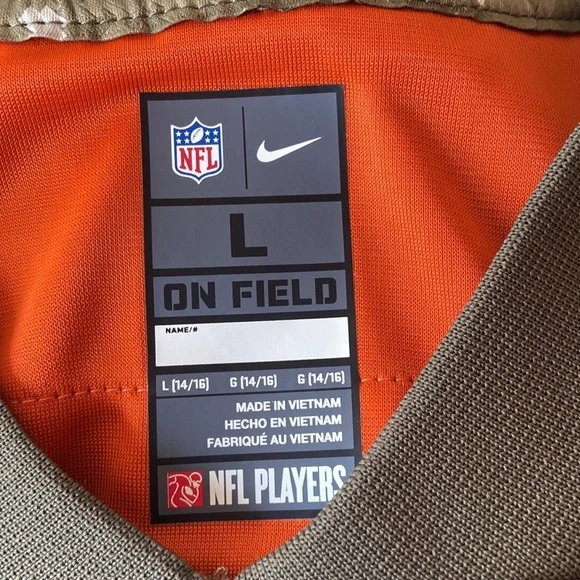 NFL
L
ON FIELD
NAME/#
L (14/16) G (14/16) G (14/16)
MADE IN VIETNAM
HECHO EN VIETNAM
FABRIQUÉ AU VIETNAM
NFL PLAYERS